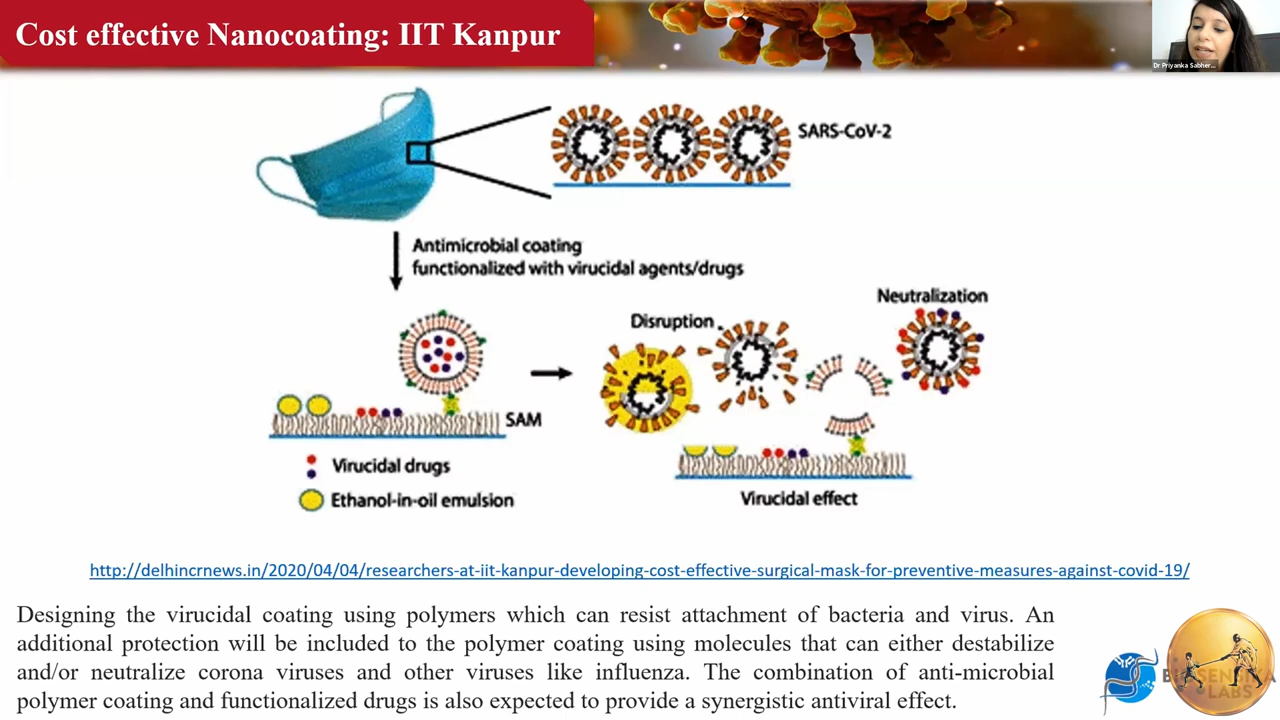 Cost effective Nanocoating: IIT Kanpur
Dr Priyanka Sabher...
SARS-CoV-2
Antimicrobial coating
functionalized with virucidal agents/drugs
Neutralization
Disruption
SAM
Virucidal drugs
Ethanol-in-oil emulsion
Virucidal effect
http://delhincrnews.in/2020/04/04/researchers-at-iit-kanpur-developing-cost-effective-surgical-mask-for-preventive-measures-against-covid-19/
Designing the virucidal coating using polymers which can resist attachment of bacteria and virus. An
additional protection will be included to the polymer coating using molecules that can either destabilize
and/or neutralize corona viruses and other viruses like influenza. The combination of anti-microbial
polymer coating and functionalized drugs is also expected to provide a synergistic antiviral effect.
LABS